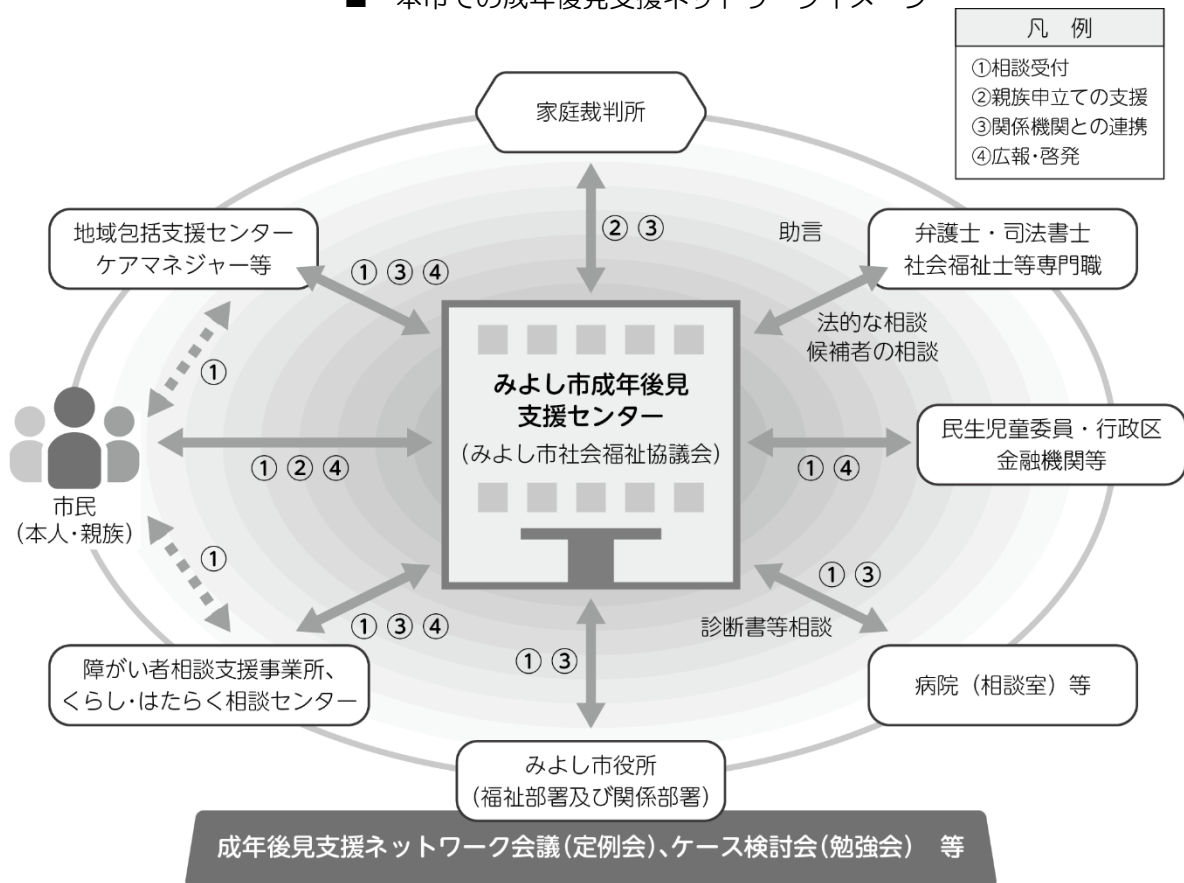 ■ 本市での成年後見支援ネットワークイメージ
凡 例
①相談受付
②親族申立ての支援
③関係機関との連携
④広報・啓発
家庭裁判所
② ③
地域包括支援センター
ケアマネジャー等
① ③ ④
助言
弁護士・司法書士
社会福祉士等専門職
法的な相談
候補者の相談
①
みよし市成年後見
支援センター
(みよし市社会福祉協議会)
市民
(本人・親族)
① ② ④
① ④
民生児童委員・行政区
金融機関等
①
① ③ ④
障がい者相談支援事業所、
くらし・はたらく相談センター
① ③
① ③
診断書等相談
病院（相談室）等
みよし市役所
(福祉部署及び関係部署)
成年後見支援ネットワーク会議(定例会)、ケース検討会(勉強会) 等